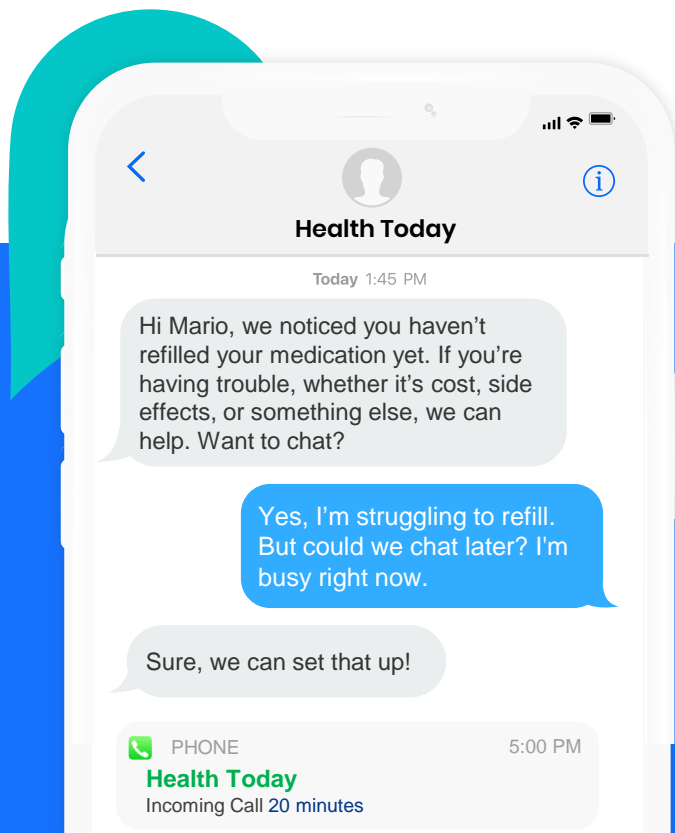 Health Today
Today 1:45 PM
Hi Mario, we noticed you haven’t
refilled your medication yet. If you’re
having trouble, whether it’s cost, side
effects, or something else, we can
help. Want to chat?
Yes, I’m struggling to refill.
But could we chat later? I'm
busy right now.
Sure, we can set that up!
PHONE 5:00 PM
Health Today
Incoming Call 20 minutes